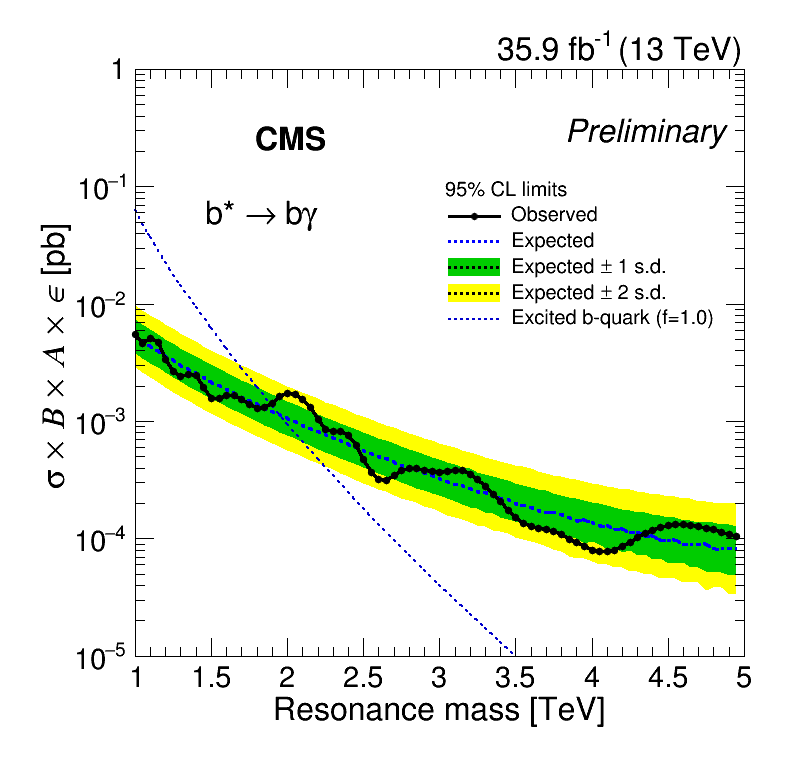 35.9 fb⁻¹ (13 TeV)
CMS
Preliminary
b* → bγ
95% CL limits
Observed
Expected
Expected ± 1 s.d.
Expected ± 2 s.d.
Excited b-quark (f=1.0)
σ × B × A × ϵ [pb]
1
10⁻¹
10⁻²
10⁻³
10⁻⁴
10⁻⁵
1 1.5 2 2.5 3 3.5 4 4.5 5
Resonance mass [TeV]